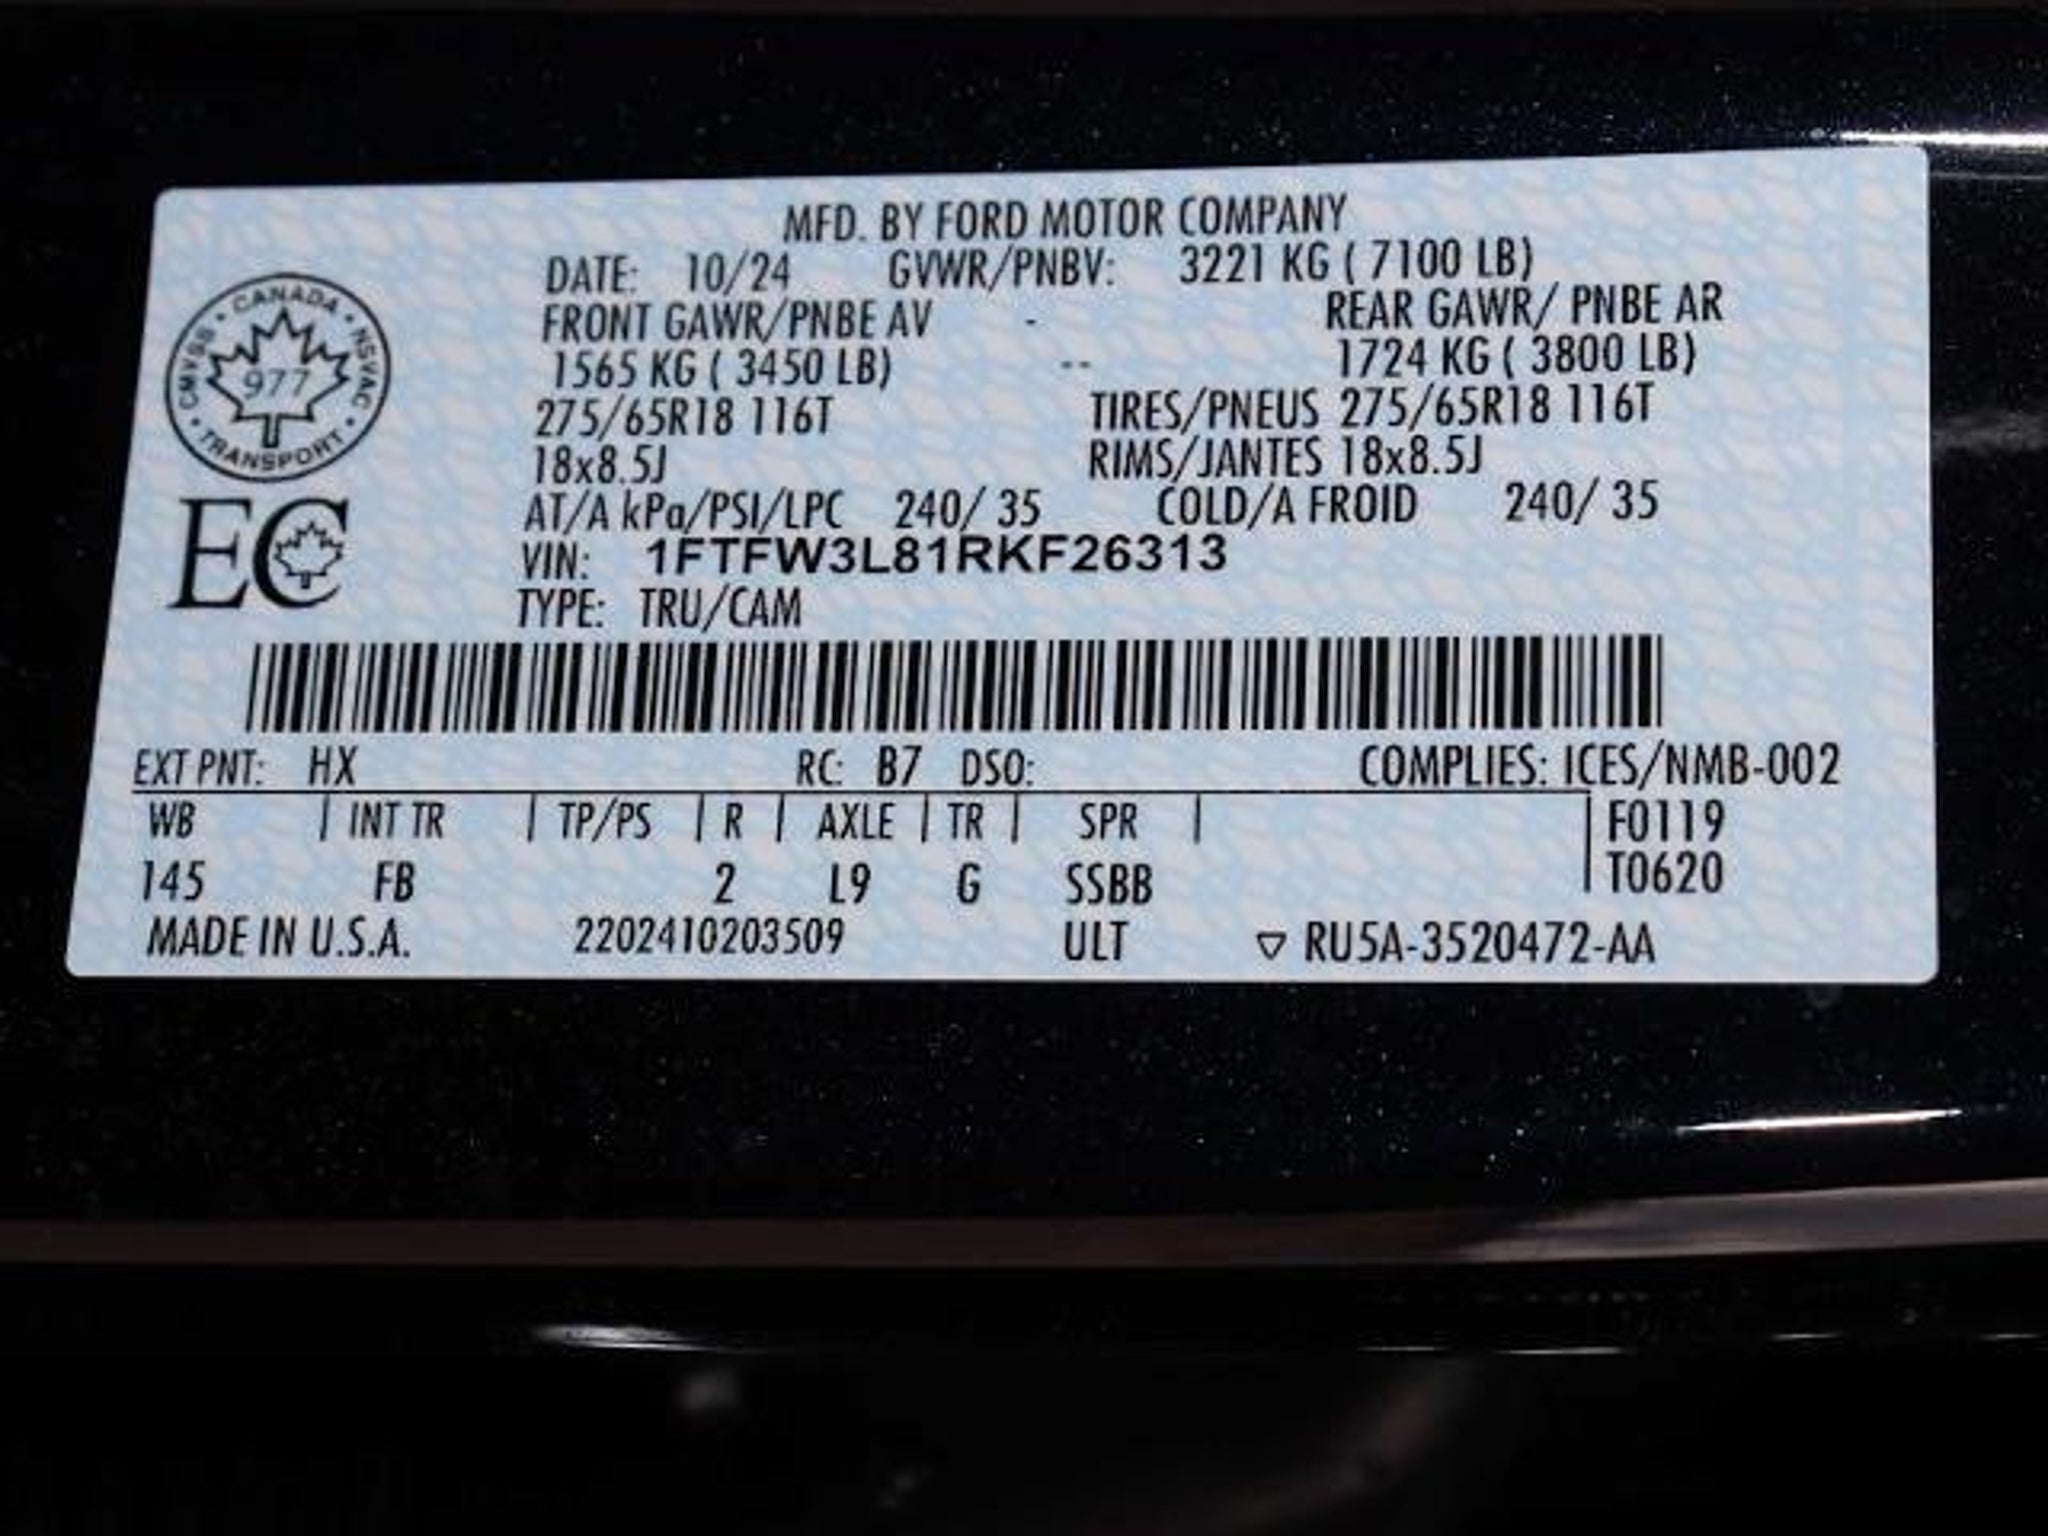 MFD. BY FORD MOTOR COMPANY
DATE: 10/24 GVWR/PNBV: 3221 KG ( 7100 LB)
FRONT GAWR/PNBE AV - REAR GAWR/ PNBE AR
1565 KG ( 3450 LB) -- 1724 KG ( 3800 LB)
275/65R18 116T TIRES/PNEUS 275/65R18 116T
18x8.5J RIMS/JANTES 18x8.5J
AT/A kPa/PSI/LPC 240/ 35 COLD/A FROID 240/ 35
VIN: 1FTFW3L81RKF26313
TYPE: TRU/CAM
CANADA • NSVAC • TRANSPORT • CMVSS •
977
EC
EXT PNT: HX RC: B7 DSO: COMPLIES: ICES/NMB-002
WB | INT TR | TP/PS | R | AXLE | TR | SPR | F0119
145 FB 2 L9 G SSBB T0620
MADE IN U.S.A. 2202410203509 ULT ▽ RU5A-3520472-AA